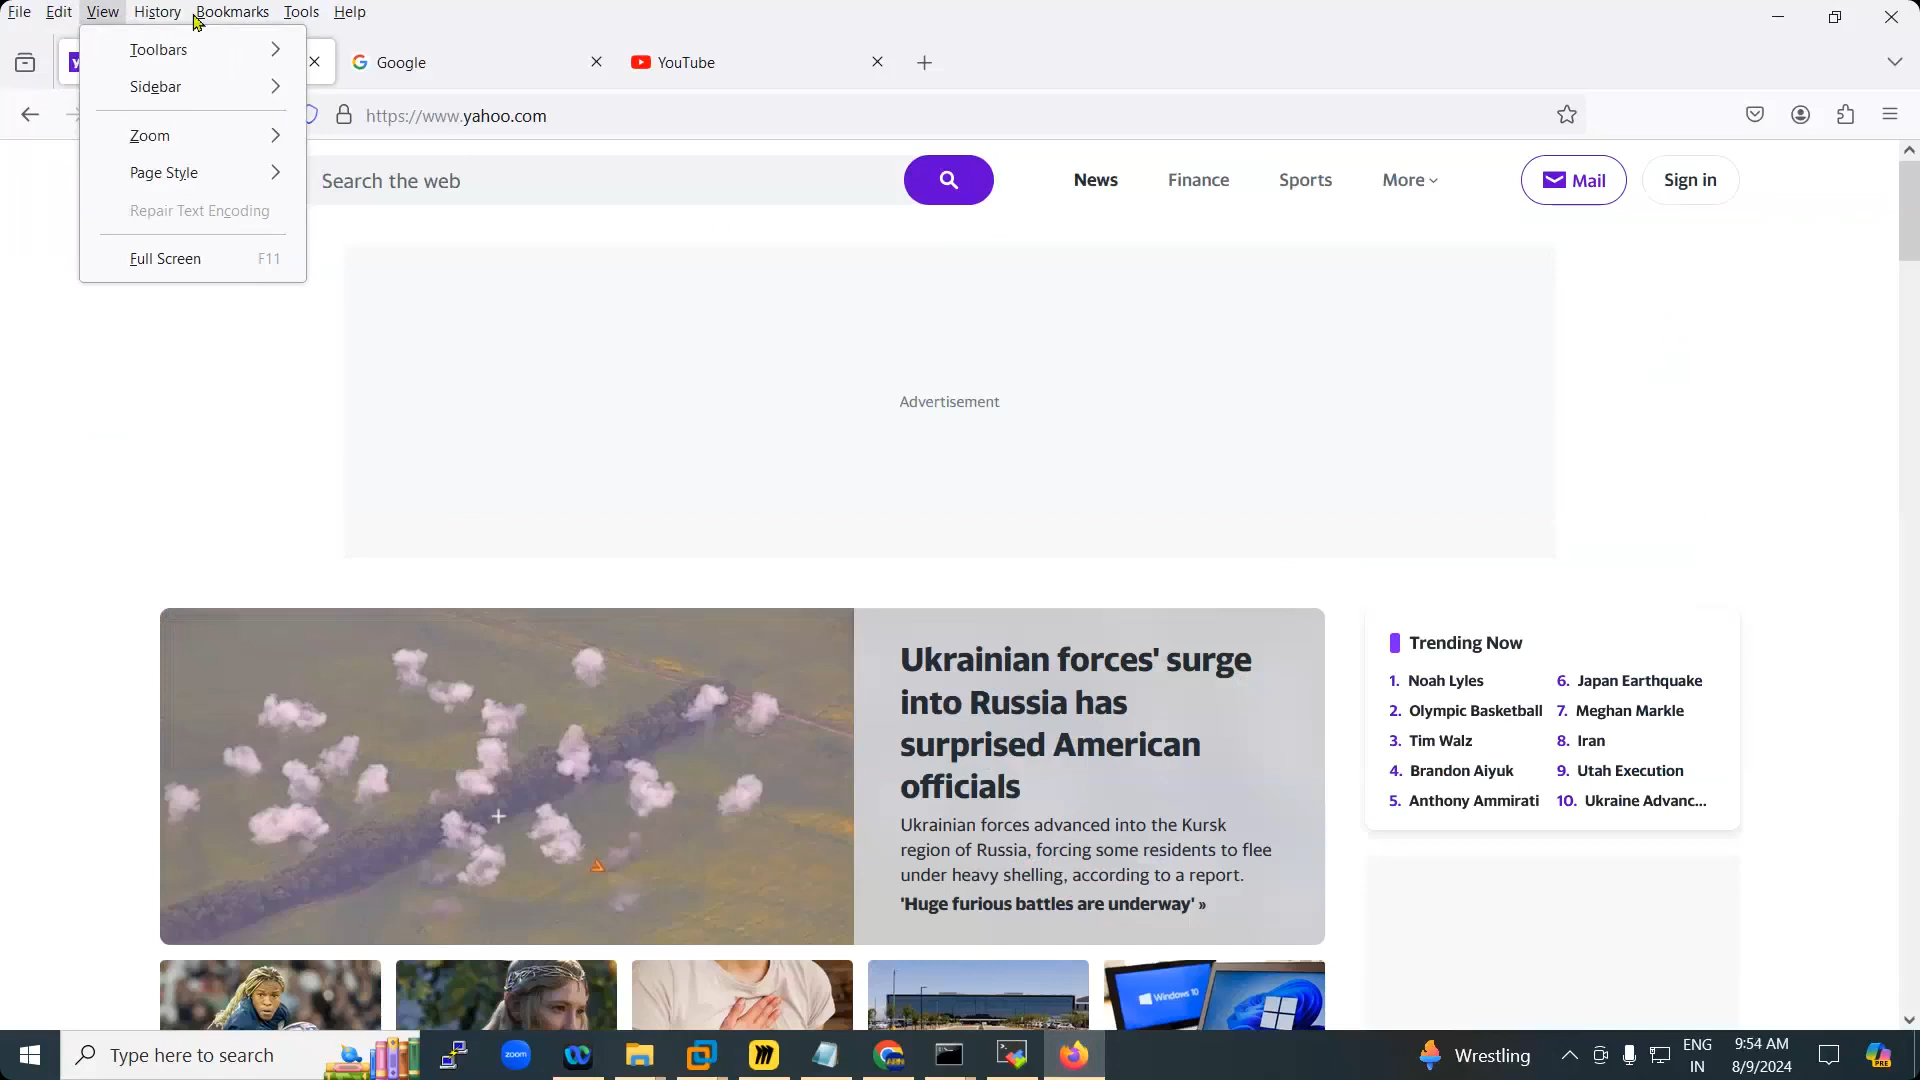 File Edit View History Bookmarks Tools Help
Toolbars
Sidebar
Zoom
Page Style
Repair Text Encoding
Full Screen F11
Google
YouTube
https://www.yahoo.com
Search the web
News Finance Sports More
Mail
Sign in
Advertisement
Ukrainian forces' surge
into Russia has
surprised American
officials
Ukrainian forces advanced into the Kursk
region of Russia, forcing some residents to flee
under heavy shelling, according to a report.
'Huge furious battles are underway' »
Trending Now
1. Noah Lyles
2. Olympic Basketball
3. Tim Walz
4. Brandon Aiyuk
5. Anthony Ammirati
6. Japan Earthquake
7. Meghan Markle
8. Iran
9. Utah Execution
10. Ukraine Advanc...
Windows 10
Type here to search
zoom
Wrestling
ENG
IN
9:54 AM
8/9/2024
PRE